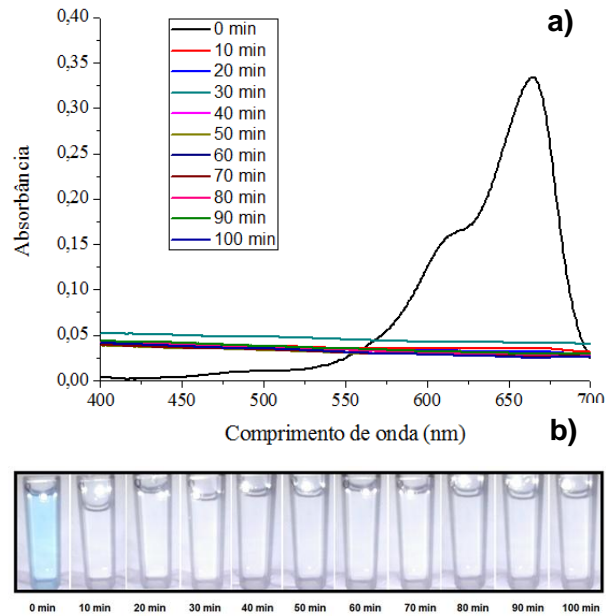 a)
0,40
0,35
0,30
0,25
0,20
0,15
0,10
0,05
0,00
Absorbância
0 min
10 min
20 min
30 min
40 min
50 min
60 min
70 min
80 min
90 min
100 min
400 450 500 550 600 650 700
Comprimento de onda (nm)
b)
0 min 10 min 20 min 30 min 40 min 50 min 60 min 70 min 80 min 90 min 100 min